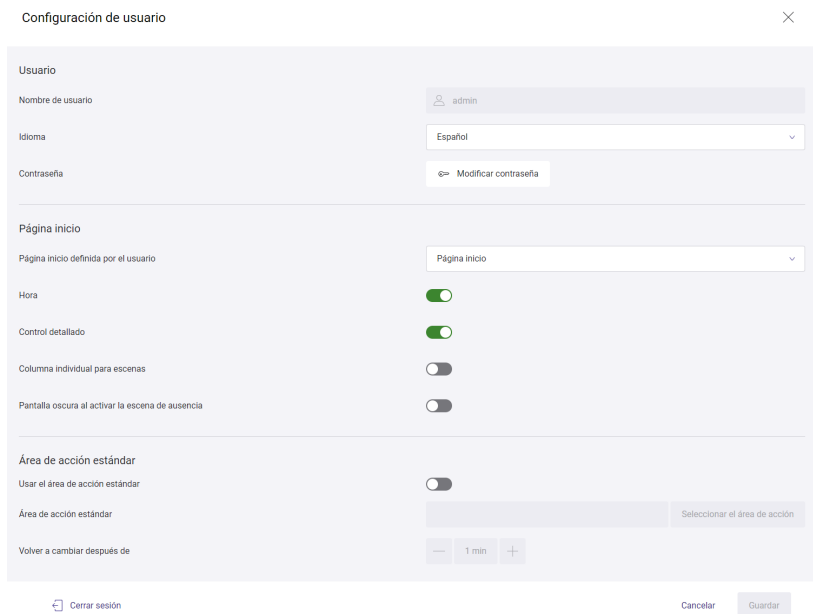 Configuración de usuario
Usuario
Nombre de usuario
admin
Idioma
Español
Contraseña
Modificar contraseña
Página inicio
Página inicio definida por el usuario
Página inicio
Hora
Control detallado
Columna individual para escenas
Pantalla oscura al activar la escena de ausencia
Área de acción estándar
Usar el área de acción estándar
Área de acción estándar
Seleccionar el área de acción
Volver a cambiar después de
1 min
Cerrar sesión
Cancelar
Guardar